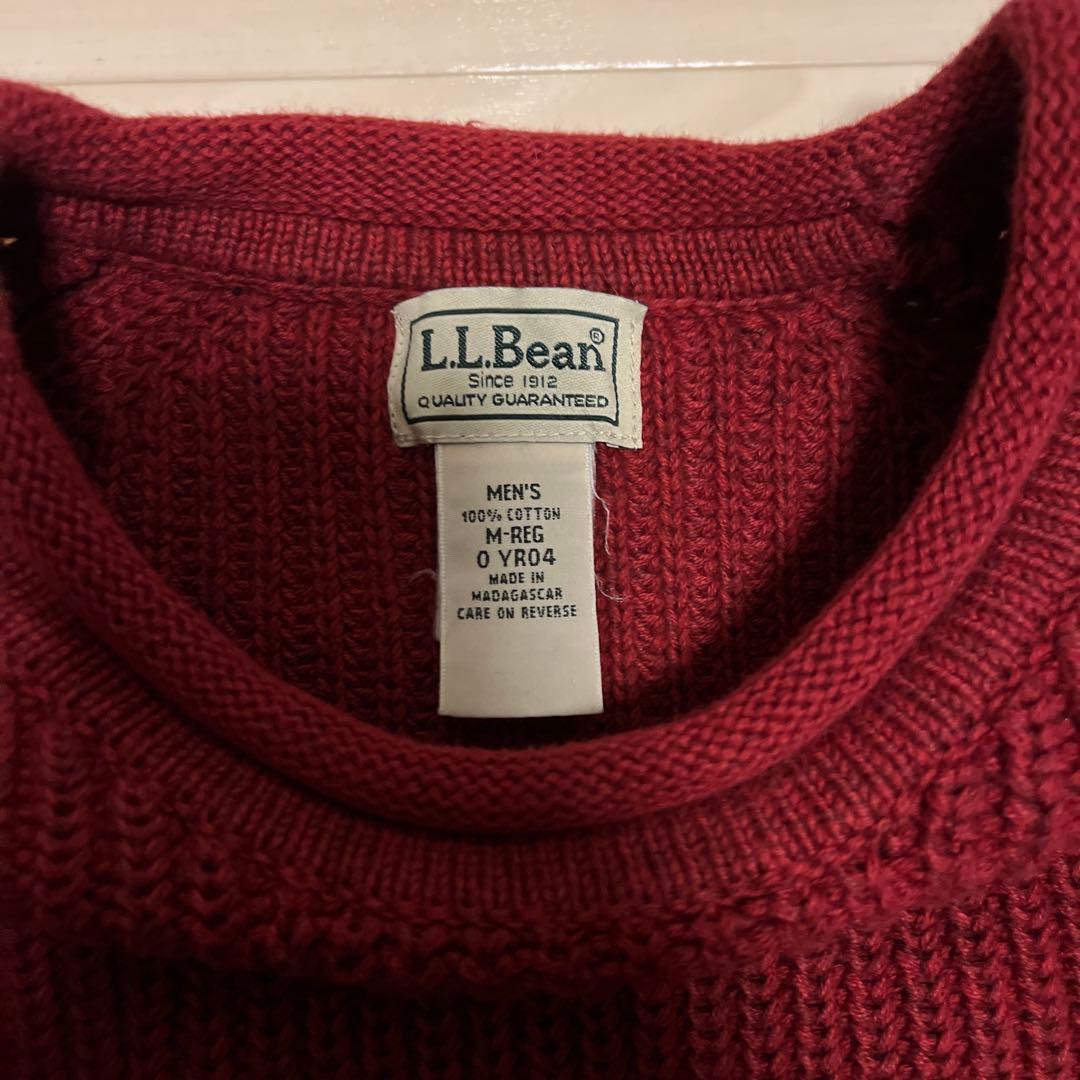 L.L.Bean®
Since 1912
QUALITY GUARANTEED
MEN'S
100% COTTON
M-REG
0 YR04
MADE IN
MADAGASCAR
CARE ON REVERSE